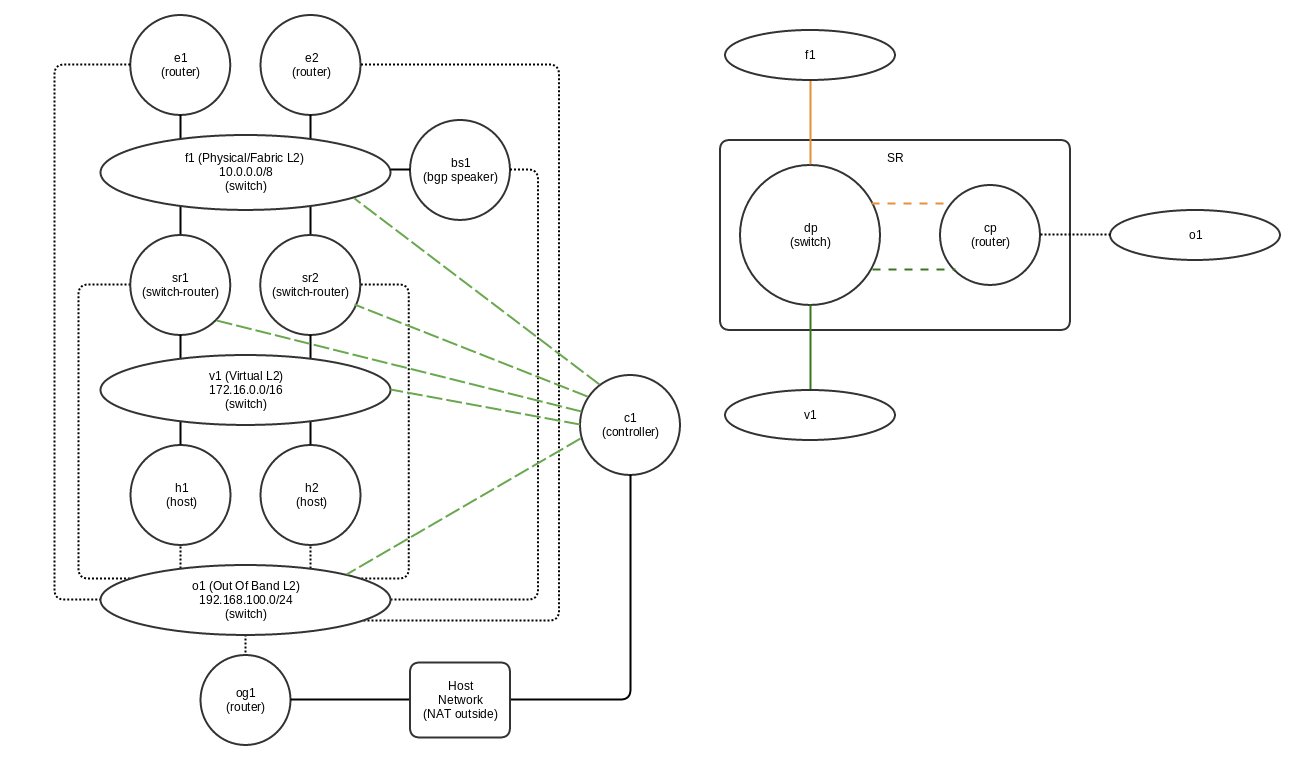 e1
(router)
e2
(router)
f1 (Physical/Fabric L2)
10.0.0.0/8
(switch)
bs1
(bgp speaker)
sr1
(switch-router)
sr2
(switch-router)
v1 (Virtual L2)
172.16.0.0/16
(switch)
c1
(controller)
h1
(host)
h2
(host)
o1 (Out Of Band L2)
192.168.100.0/24
(switch)
og1
(router)
Host
Network
(NAT outside)
f1
SR
dp
(switch)
cp
(router)
o1
v1